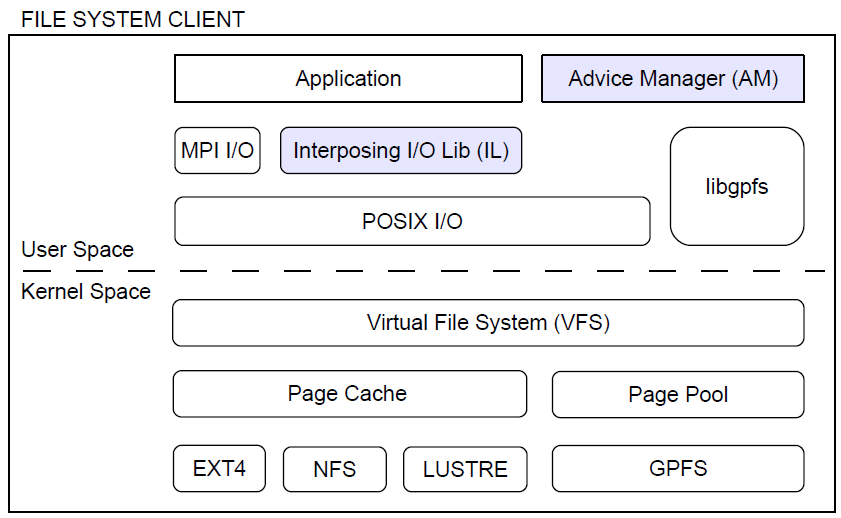 FILE SYSTEM CLIENT
Application
Advice Manager (AM)
MPI I/O
Interposing I/O Lib (IL)
libgpfs
POSIX I/O
User Space
Kernel Space
Virtual File System (VFS)
Page Cache
Page Pool
EXT4
NFS
LUSTRE
GPFS